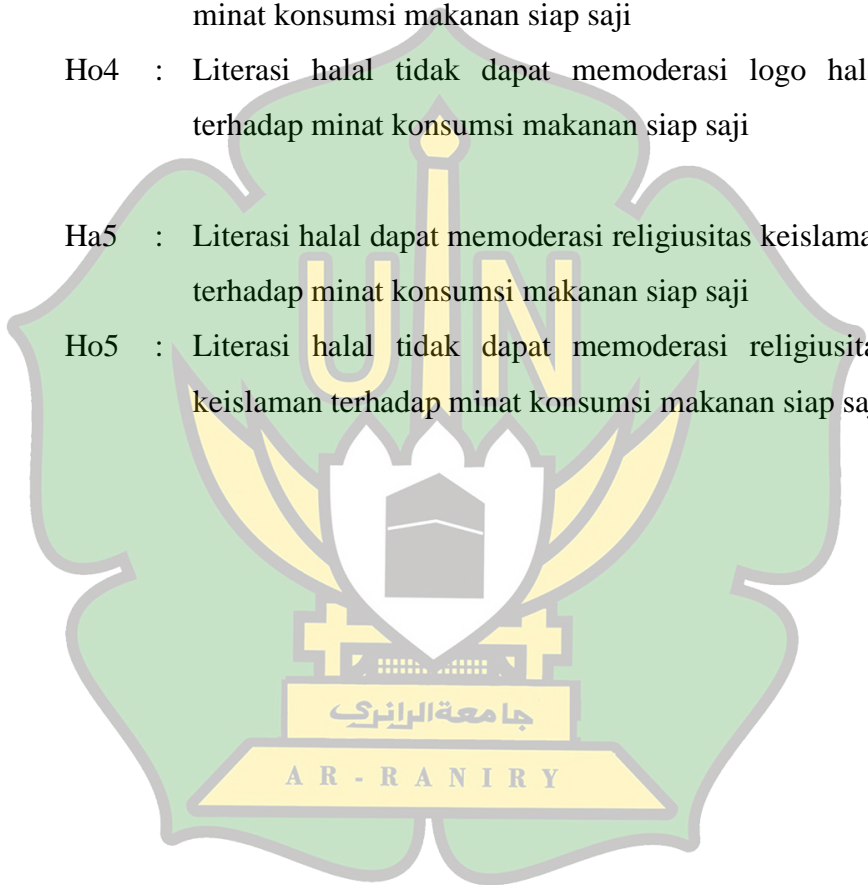 minat konsumsi makanan siap saji
Ho4 : Literasi halal tidak dapat memoderasi logo hal
terhadap minat konsumsi makanan siap saji
Ha5 : Literasi halal dapat memoderasi religiusitas keislama
terhadap minat konsumsi makanan siap saji
Ho5 : Literasi halal tidak dapat memoderasi religiusita
keislaman terhadap minat konsumsi makanan siap sa
UIN
جامعة الرانري
AR-RANIRY